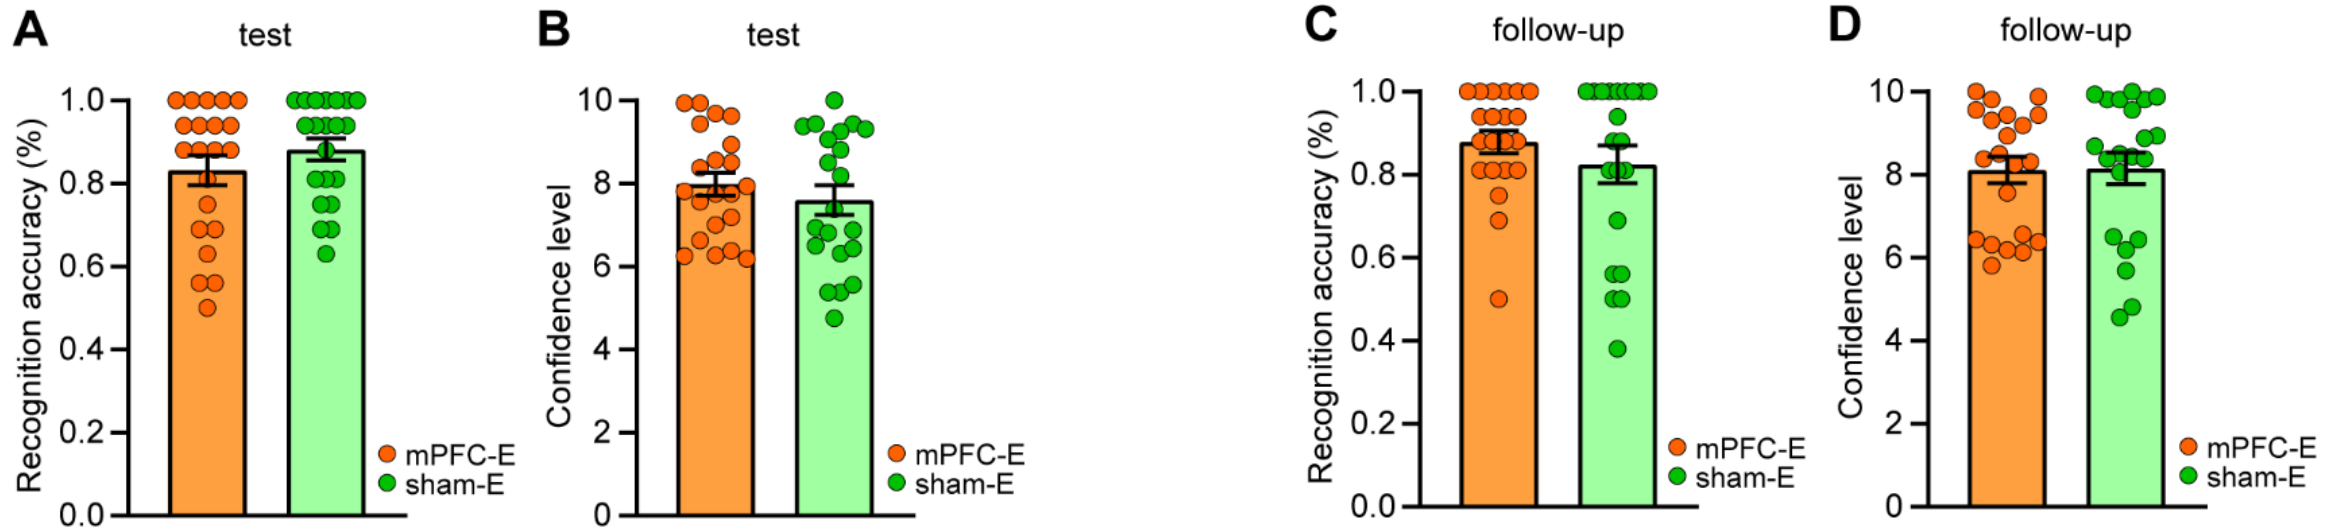 A
test
Recognition accuracy (%)
1.0
0.8
0.6
0.4
0.2
0.0
mPFC-E
sham-E
B
test
Confidence level
10
8
6
4
2
0
mPFC-E
sham-E
C
follow-up
Recognition accuracy (%)
1.0
0.8
0.6
0.4
0.2
0.0
mPFC-E
sham-E
D
follow-up
Confidence level
10
8
6
4
2
0
mPFC-E
sham-E